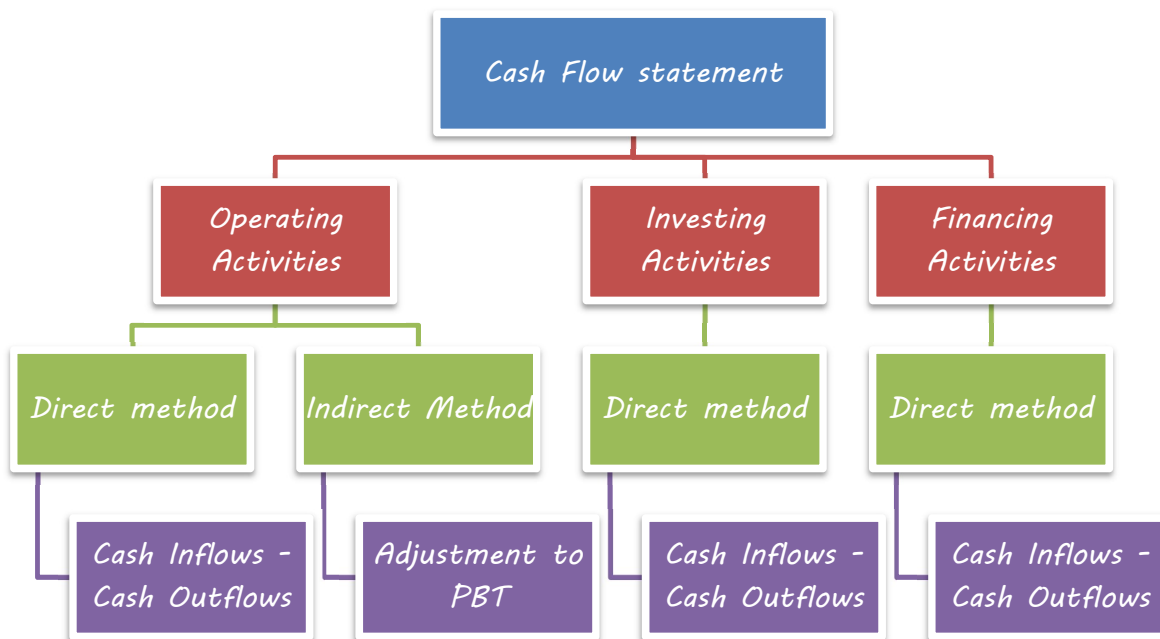 Cash Flow statement
Operating
Activities
Investing
Activities
Financing
Activities
Direct method
Indirect Method
Direct method
Direct method
Cash Inflows -
Cash Outflows
Adjustment to
PBT
Cash Inflows -
Cash Outflows
Cash Inflows -
Cash Outflows